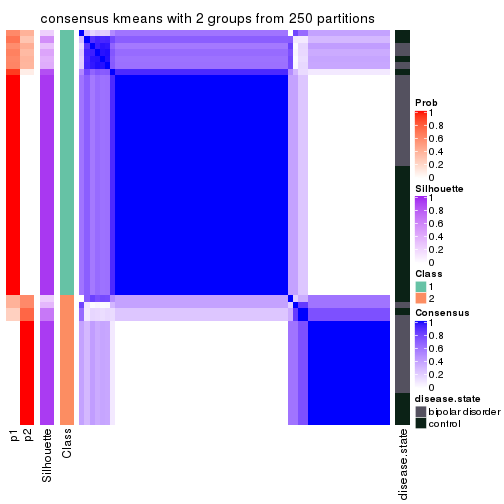 consensus kmeans with 2 groups from 250 partitions
Prob
1
0.8
0.6
0.4
0.2
0
Silhouette
1
0.8
0.6
0.4
0.2
0
Class
1
2
Consensus
1
0.8
0.6
0.4
0.2
0
disease.state
bipolar disorder
control
p1
p2
Silhouette
Class
disease.state